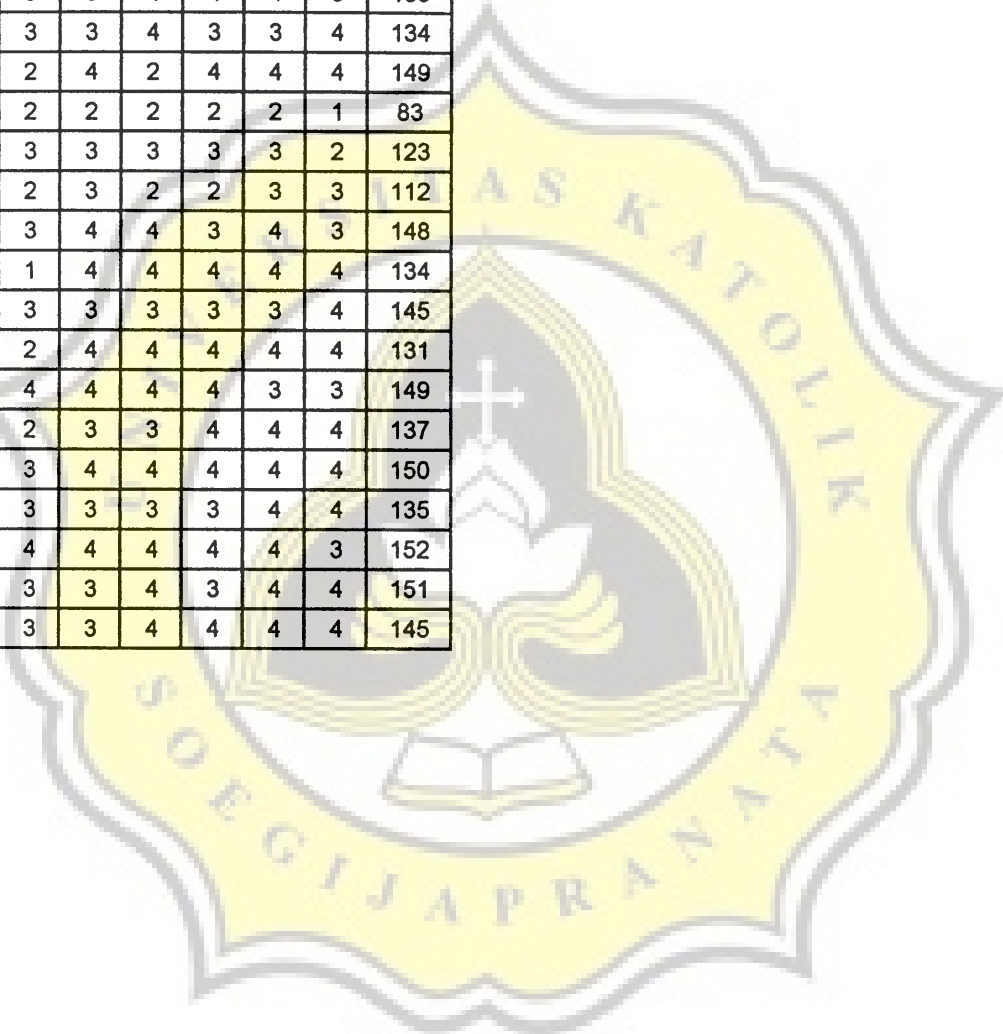 3 3 4 3 3 4 134
2 4 2 4 4 4 149
2 2 2 2 2 1 83
3 3 3 3 3 2 123
2 3 2 2 3 3 112
3 4 4 3 4 3 148
1 4 4 4 4 4 134
3 3 3 3 3 4 145
2 4 4 4 4 4 131
4 4 4 4 3 3 149
2 3 3 4 4 4 137
3 4 4 4 4 4 150
3 3 3 3 4 4 135
4 4 4 4 4 3 152
3 3 4 3 4 4 151
3 3 4 4 4 4 145
UNIVERSITAS KATOLIK
SOEGIJAPRANATA